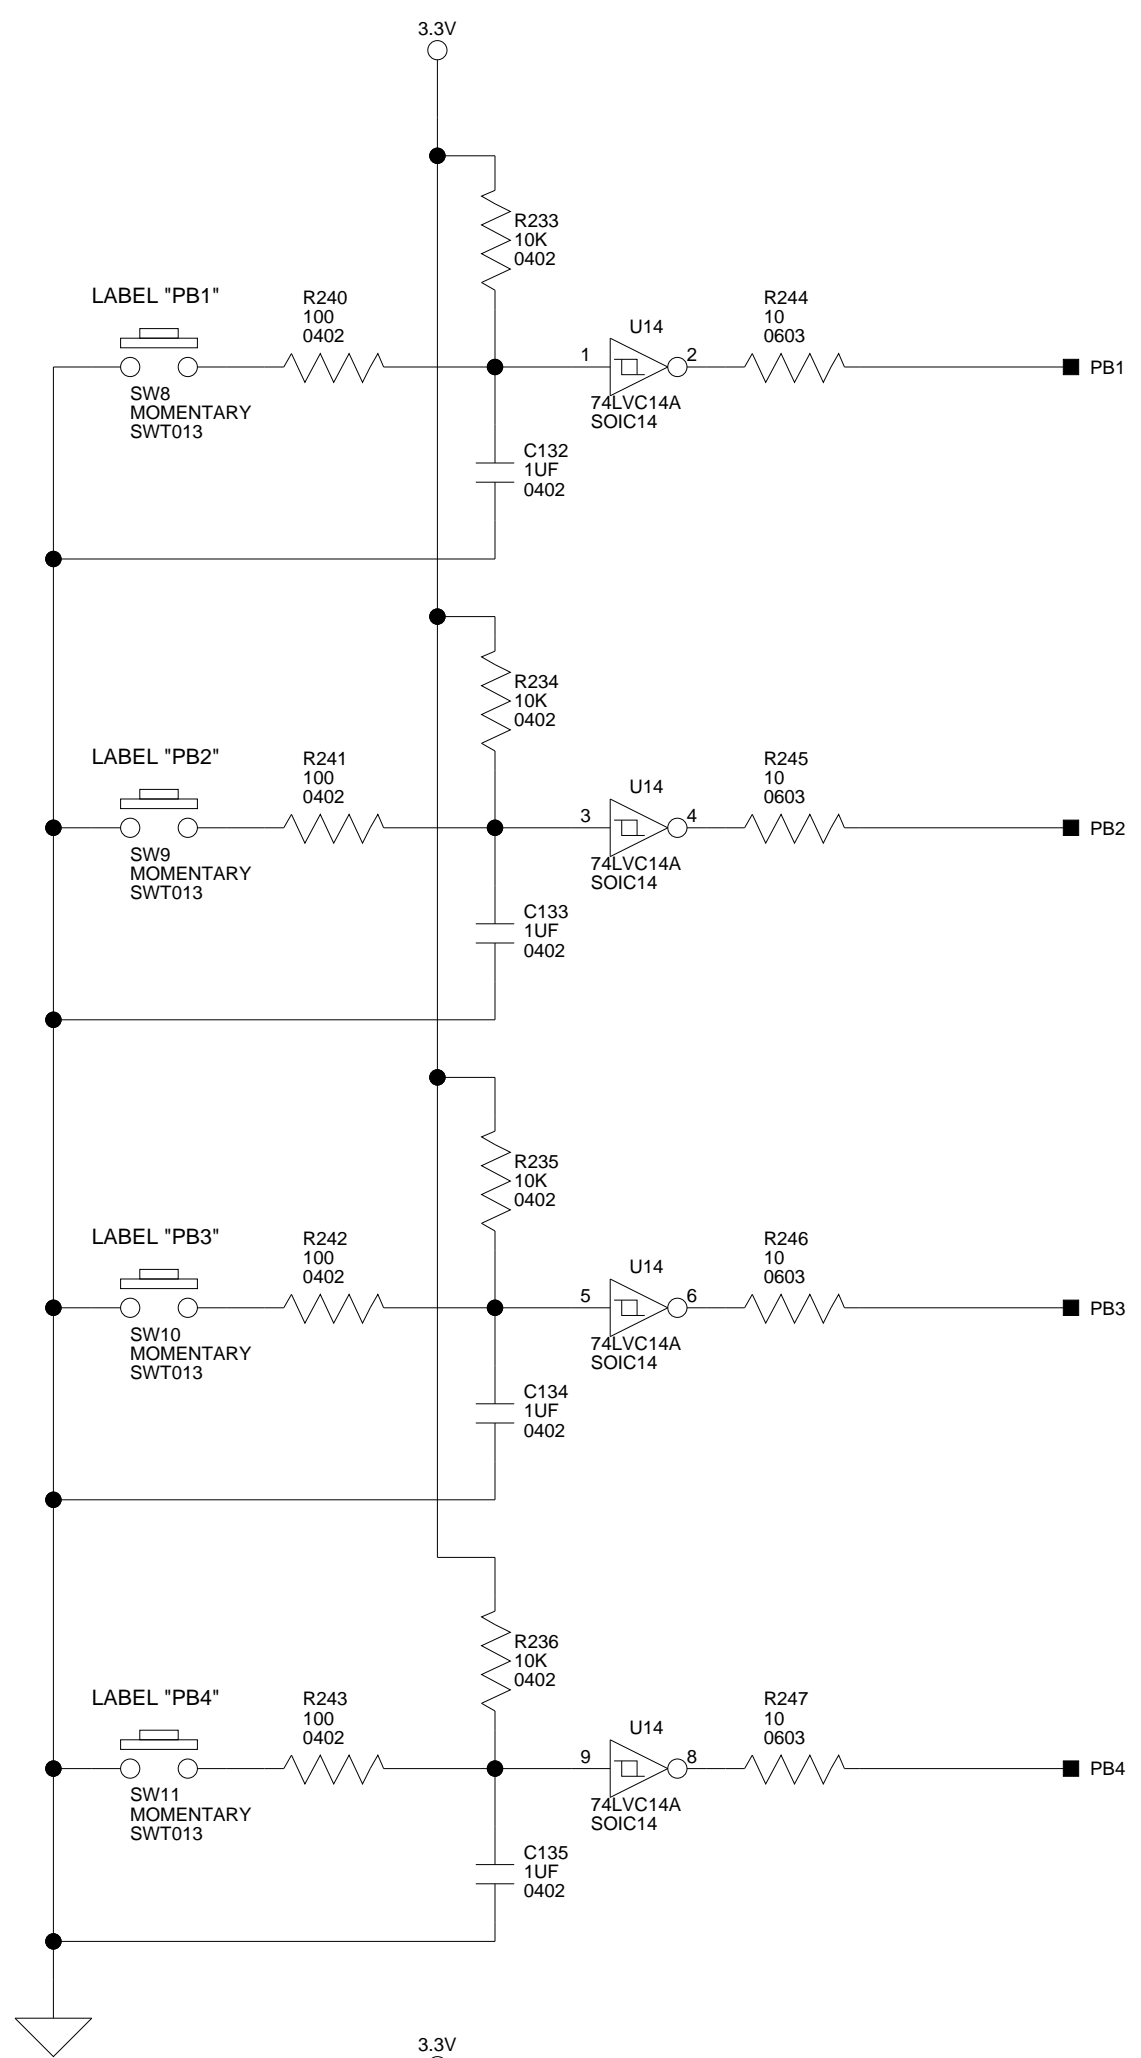 3.3V
R233
10K
0402
LABEL "PB1"
R240
100
0402
U14
R244
10
0603
1
2
PB1
SW8
MOMENTARY
SWT013
74LVC14A
SOIC14
C132
1UF
0402
R234
10K
0402
LABEL "PB2"
R241
100
0402
U14
R245
10
0603
3
4
PB2
SW9
MOMENTARY
SWT013
74LVC14A
SOIC14
C133
1UF
0402
R235
10K
0402
LABEL "PB3"
R242
100
0402
U14
R246
10
0603
5
6
PB3
SW10
MOMENTARY
SWT013
74LVC14A
SOIC14
C134
1UF
0402
R236
10K
0402
LABEL "PB4"
R243
100
0402
U14
R247
10
0603
9
8
PB4
SW11
MOMENTARY
SWT013
74LVC14A
SOIC14
C135
1UF
0402
3.3V